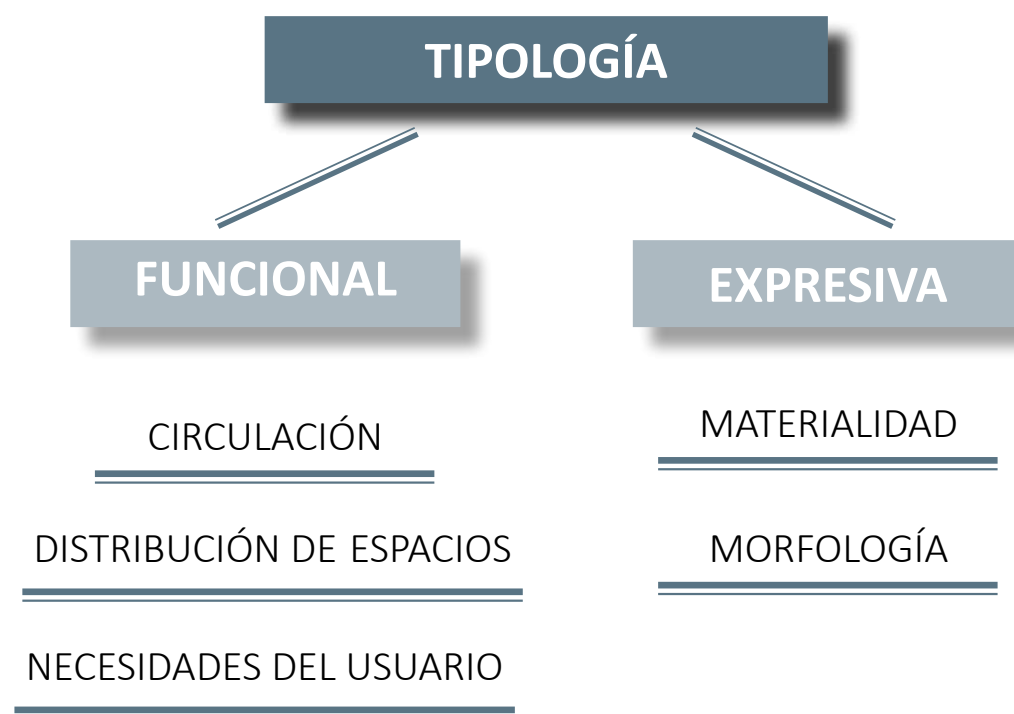 TIPOLOGÍA
FUNCIONAL
CIRCULACIÓN
DISTRIBUCIÓN DE ESPACIOS
NECESIDADES DEL USUARIO
EXPRESIVA
MATERIALIDAD
MORFOLOGÍA